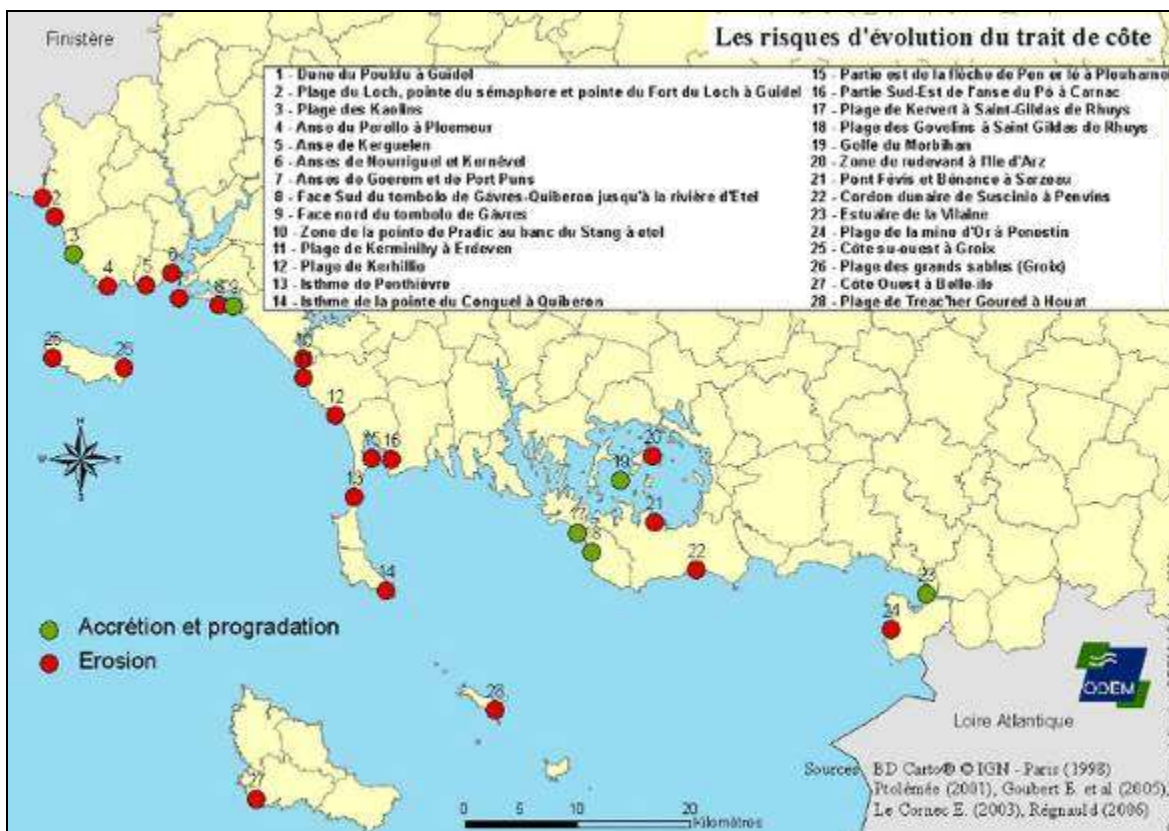 Finistère
Les risques d'évolution du trait de côte
1 - Dune du Pouldu à Guidel
2 - Plage du Loch, pointe du sémaphore et pointe du Fort du Loch à Guidel
3 - Plage des Kaolins
4 - Anse du Perello à Ploemeur
5 - Anse de Kerguelen
6 - Anses de Nourriguel et Kernével
7 - Anses de Goerem et de Port Puns
8 - Face Sud du tombolo de Gâvres-Quiberon jusqu'à la rivière d'Etel
9 - Face nord du tombolo de Gâvres
10 - Zone de la pointe de Pradic au banc du Stang à etel
11 - Plage de Kerminihy à Erdeven
12 - Plage de Kerhillio
13 - Isthme de Penthièvre
14 - Isthme de la pointe du Conguel à Quiberon
15 - Partie est de la flèche de Pen er lé à Plouharnel
16 - Partie Sud-Est de l'anse du Pô à Carnac
17 - Plage de Kervert à Saint-Gildas de Rhuys
18 - Plage des Govelins à Saint Gildas de Rhuys
19 - Golfe du Morbihan
20 - Zone de rudevant à l'Ile d'Arz
21 - Pont Févis et Bénance à Sarzeau
22 - Cordon dunaire de Suscinio à Penvins
23 - Estuaire de la Vilaine
24 - Plage de la mine d'Or à Penestin
25 - Côte su-ouest à Groix
26 - Plage des grands sables (Groix)
27 - Côte Ouest à Belle-ile
28 - Plage de Treac'her Goured à Houat
2
3
4
5
6
8
9
25
26
10
12
15
16
13
14
19
20
21
22
23
24
28
27
N
S
Accrétion et progradation
Erosion
ODEM
Loire Atlantique
0 10 20
Kilomètres
Sources BD Carto® © IGN - Paris (1998)
Ptolémée (2001), Goubert E. et al (2005),
Le Cornec E. (2003), Régnauld (2006)